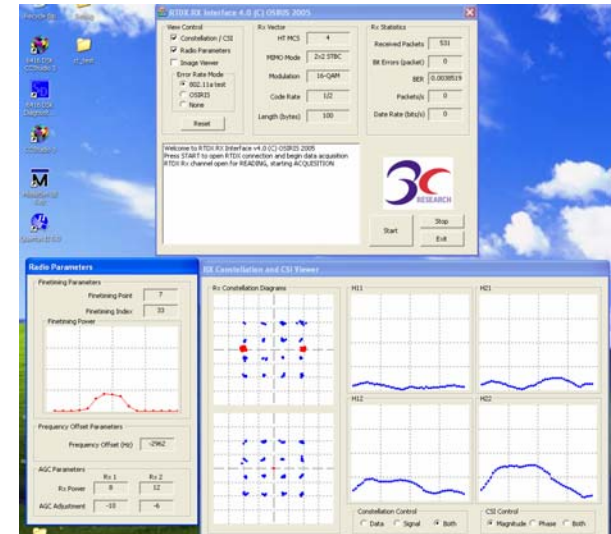 Recycle Bin
RTDX RX Interface 4.0 (C) OSIRIS 2005
View Control
Constellation / CSI
Radio Parameters
Image Viewer
Error Rate Mode
802.11a test
OSIRIS
None
Reset
Rx Vector
HT MCS 4
MIMO Mode 2x2 STBC
Modulation 16-QAM
Code Rate 1/2
Length (bytes) 100
Rx Statistics
Received Packets 531
Bit Errors (packet) 0
BER 0.0038519
Packets/s 0
Date Rate (bits/s) 0
Welcome to RTDX RX Interface v4.0 (C) OSIRIS 2005
Press START to open RTDX connection and begin data acquisition
RTDX Rx channel open for READING, starting ACQUISITION
3C
RESEARCH
Start
Stop
Exit
Radio Parameters
Finetiming Parameters
Finetiming Point 7
Finetiming Index 33
Finetiming Power
Frequency Offset Parameters
Frequency Offset (Hz) -2962
AGC Parameters
Rx 1 Rx 2
Rx Power 8 12
AGC Adjustment -10 -6
RX Constellation and CSI Viewer
Rx Constellation Diagrams
H11
H21
H12
H22
Constellation Control
Data Signal Both
CSI Control
Magnitude Phase Both